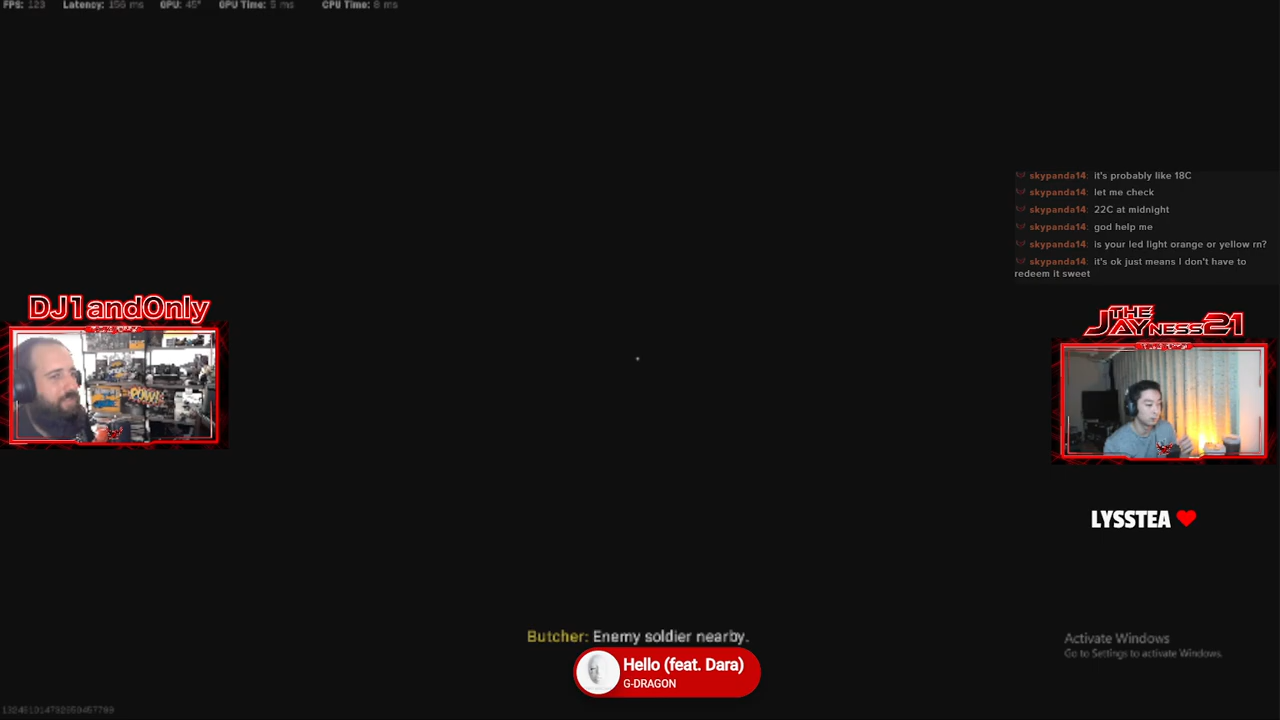 FPS: 123 Latency: 156 ms GPU: 45° GPU Time: 5 ms CPU Time: 8 ms
skypanda14: it's probably like 18C
skypanda14: let me check
skypanda14: 22C at midnight
skypanda14: god help me
skypanda14: is your led light orange or yellow rn?
skypanda14: it's ok just means I don't have to
redeem it sweet
DJ1andOnly
THE
JAYNESS21
POW!
LYSSTEA ❤
Butcher: Enemy soldier nearby.
Hello (feat. Dara)
G-DRAGON
Activate Windows
Go to Settings to activate Windows.